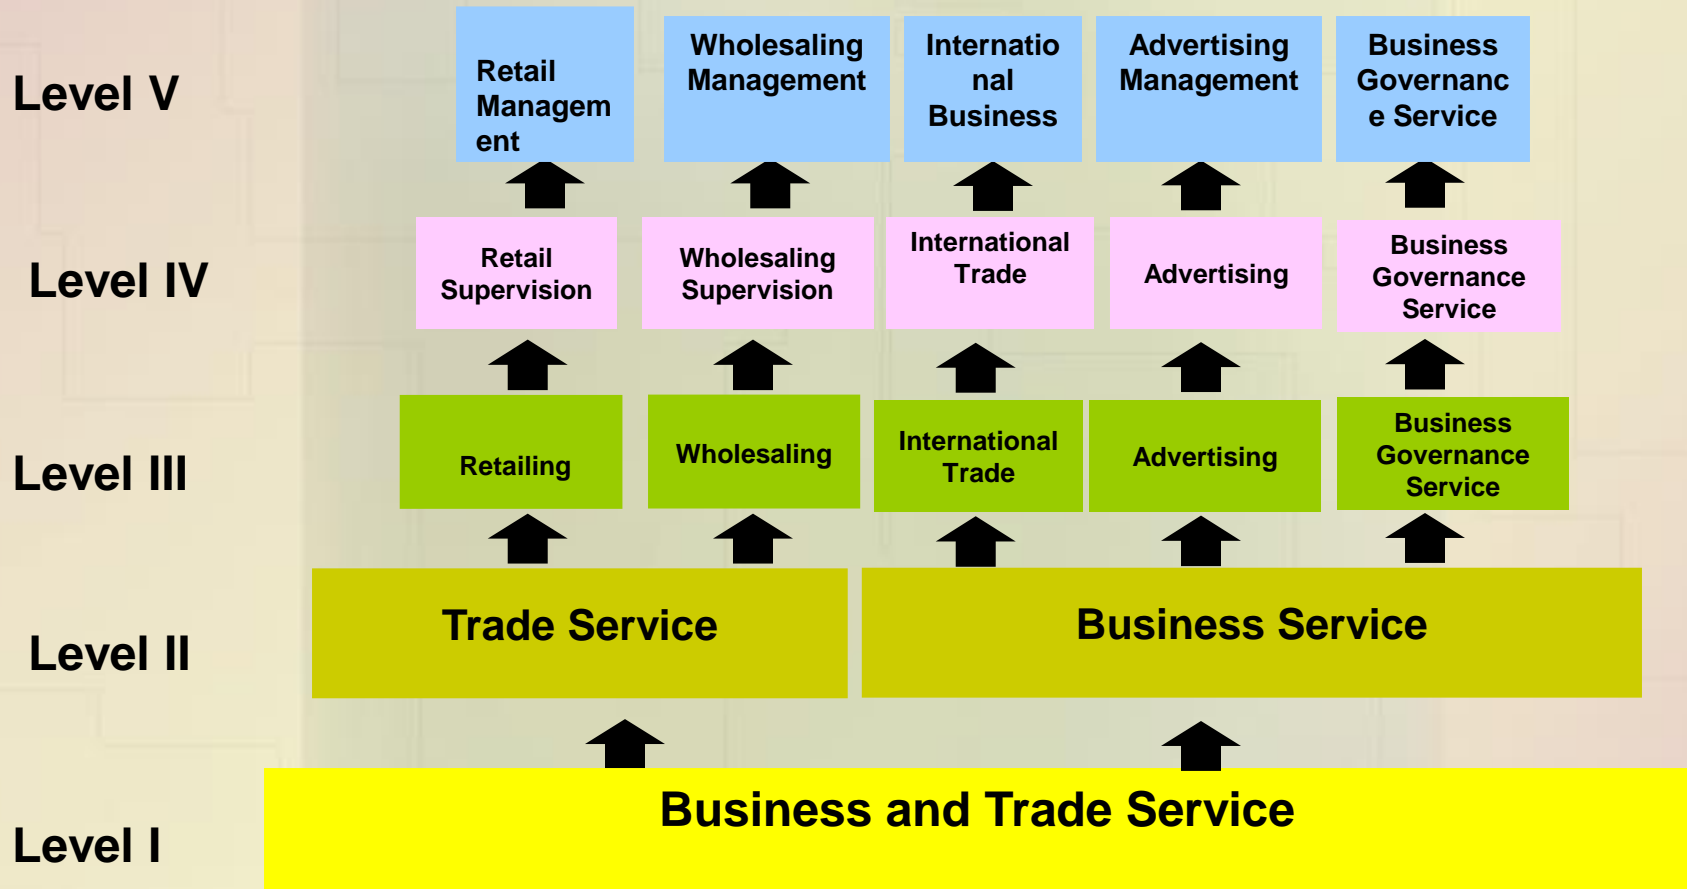 Level V
Retail
Managem
ent
Wholesaling
Management
Internatio
nal
Business
Advertising
Management
Business
Governanc
e Service
Level IV
Retail
Supervision
Wholesaling
Supervision
International
Trade
Advertising
Business
Governance
Service
Level III
Retailing
Wholesaling
International
Trade
Advertising
Business
Governance
Service
Level II
Trade Service
Business Service
Level I
Business and Trade Service